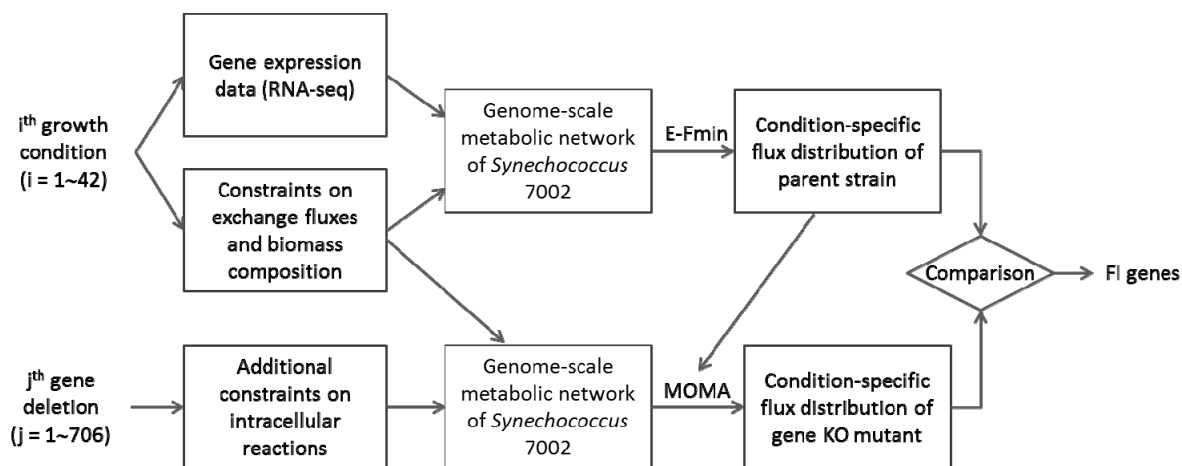 i^th growth
condition
(i = 1~42)
Gene expression
data (RNA-seq)
Constraints on
exchange fluxes
and biomass
composition
Genome-scale
metabolic network
of Synechococcus
7002
E-Fmin
Condition-specific
flux distribution of
parent strain
Comparison
FI genes
j^th gene
deletion
(j = 1~706)
Additional
constraints on
intracellular
reactions
Genome-scale
metabolic network
of Synechococcus
7002
MOMA
Condition-specific
flux distribution of
gene KO mutant